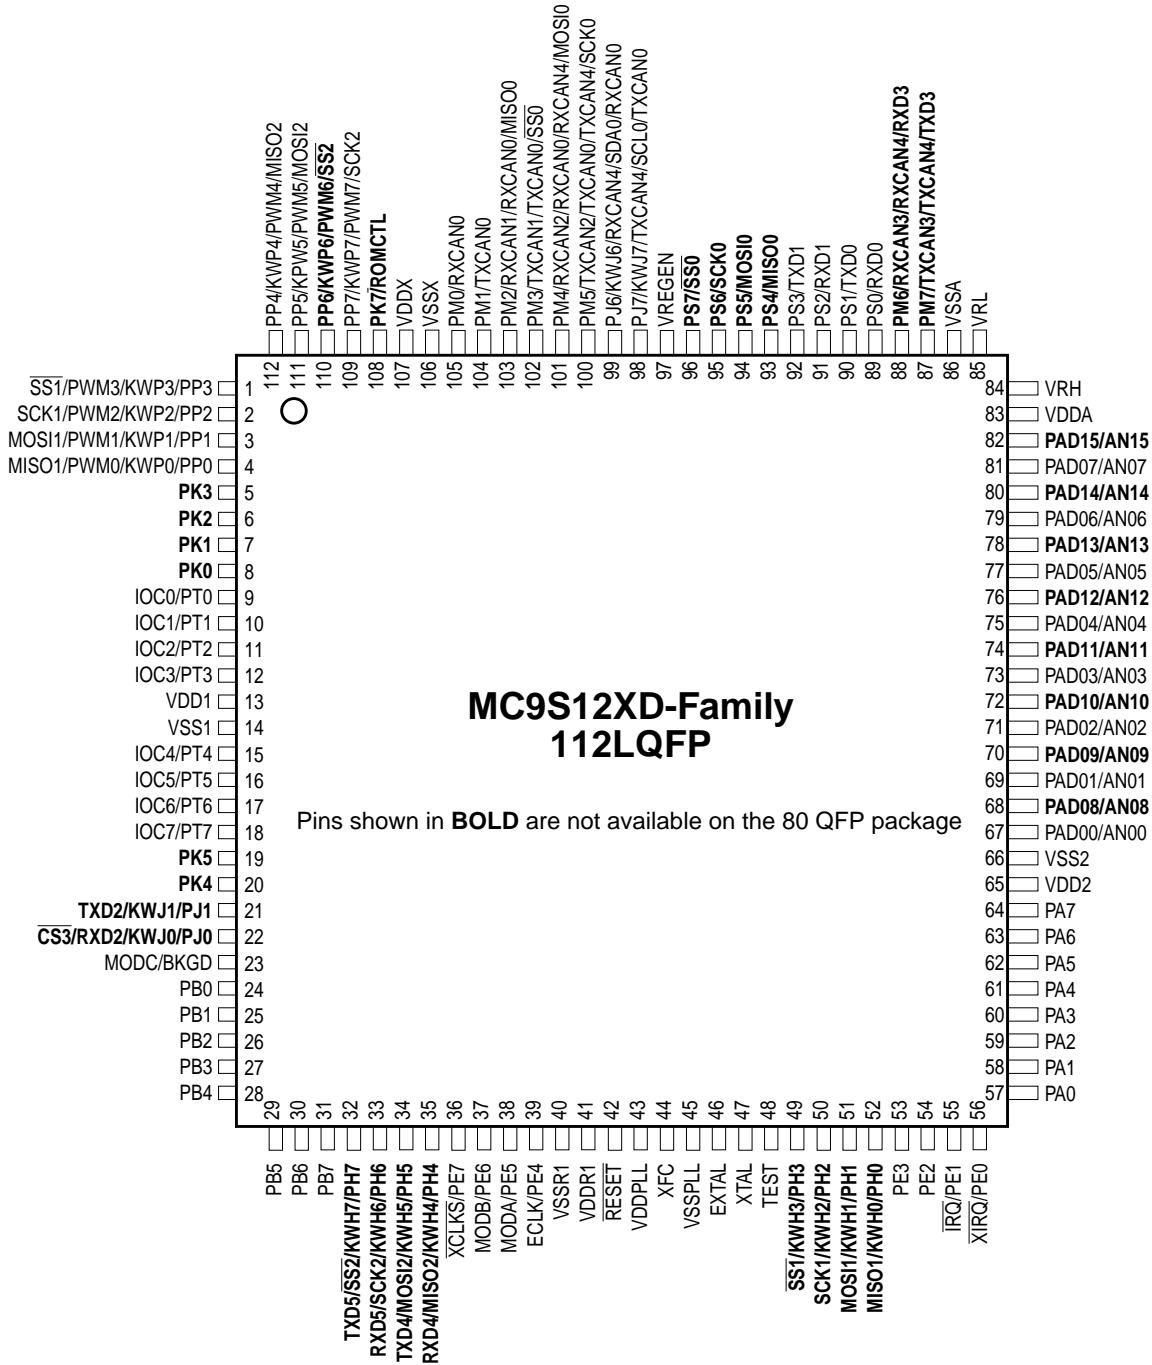 PP4/KWP4/PWM4/MISO2
PP5/KPW5/PWM5/MOSI2
PP6/KWP6/PWM6/SS2
PP7/KWP7/PWM7/SCK2
PK7/ROMCTL
VDDX
VSSX
PM0/RXCAN0
PM1/TXCAN0
PM2/RXCAN1/RXCAN0/MISO0
PM3/TXCAN1/TXCAN0/SS0
PM4/RXCAN2/RXCAN0/RXCAN4/MOSI0
PM5/TXCAN2/TXCAN0/TXCAN4/SCK0
PJ6/KWJ6/RXCAN4/SDA0/RXCAN0
PJ7/KWJ7/TXCAN4/SCL0/TXCAN0
VREGEN
PS7/SS0
PS6/SCK0
PS5/MOSI0
PS4/MISO0
PS3/TXD1
PS2/RXD1
PS1/TXD0
PS0/RXD0
PM6/RXCAN3/RXCAN4/RXD3
PM7/TXCAN3/TXCAN4/TXD3
VSSA
VRL
112
111
110
109
108
107
106
105
104
103
102
101
100
99
98
97
96
95
94
93
92
91
90
89
88
87
86
85
SS1/PWM3/KWP3/PP3 1
SCK1/PWM2/KWP2/PP2 2
MOSI1/PWM1/KWP1/PP1 3
MISO1/PWM0/KWP0/PP0 4
PK3 5
PK2 6
PK1 7
PK0 8
IOC0/PT0 9
IOC1/PT1 10
IOC2/PT2 11
IOC3/PT3 12
VDD1 13
VSS1 14
IOC4/PT4 15
IOC5/PT5 16
IOC6/PT6 17
IOC7/PT7 18
PK5 19
PK4 20
TXD2/KWJ1/PJ1 21
CS3/RXD2/KWJ0/PJ0 22
MODC/BKGD 23
PB0 24
PB1 25
PB2 26
PB3 27
PB4 28
MC9S12XD-Family
112LQFP
Pins shown in BOLD are not available on the 80 QFP package
84 VRH
83 VDDA
82 PAD15/AN15
81 PAD07/AN07
80 PAD14/AN14
79 PAD06/AN06
78 PAD13/AN13
77 PAD05/AN05
76 PAD12/AN12
75 PAD04/AN04
74 PAD11/AN11
73 PAD03/AN03
72 PAD10/AN10
71 PAD02/AN02
70 PAD09/AN09
69 PAD01/AN01
68 PAD08/AN08
67 PAD00/AN00
66 VSS2
65 VDD2
64 PA7
63 PA6
62 PA5
61 PA4
60 PA3
59 PA2
58 PA1
57 PA0
29
30
31
32
33
34
35
36
37
38
39
40
41
42
43
44
45
46
47
48
49
50
51
52
53
54
55
56
PB5
PB6
PB7
TXD5/SS2/KWH7/PH7
RXD5/SCK2/KWH6/PH6
TXD4/MOSI2/KWH5/PH5
RXD4/MISO2/KWH4/PH4
XCLKS/PE7
MODB/PE6
MODA/PE5
ECLK/PE4
VSSR1
VDDR1
RESET
VDDPLL
XFC
VSSPLL
EXTAL
XTAL
TEST
SS1/KWH3/PH3
SCK1/KWH2/PH2
MOSI1/KWH1/PH1
MISO1/KWH0/PH0
PE3
PE2
IRQ/PE1
XIRQ/PE0